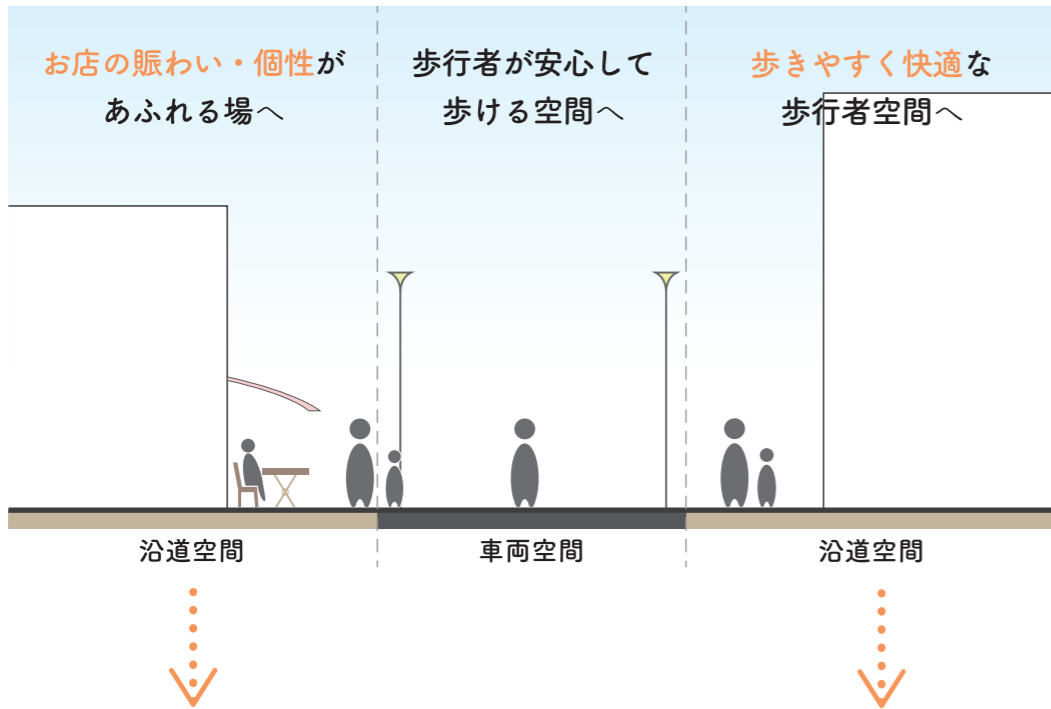 お店の賑わい・個性が
あふれる場へ
歩行者が安心して
歩ける空間へ
歩きやすく快適な
歩行者空間へ
沿道空間
車両空間
沿道空間